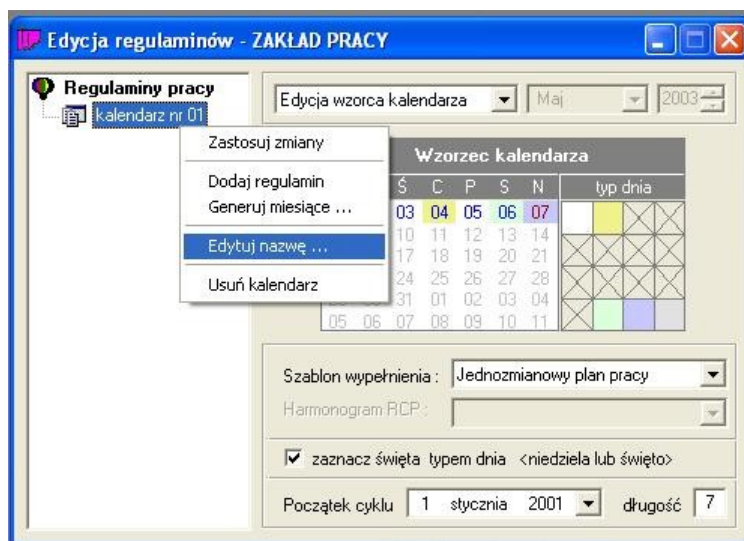 Edycja regulaminów - ZAKŁAD PRACY
Regulaminy pracy
kalendarz nr 01
Zastosuj zmiany
Dodaj regulamin
Generuj miesiące ...
Edytuj nazwę ...
Usuń kalendarz
Edycja wzorca kalendarza Maj 2003
Wzorzec kalendarza
Ś C P S N typ dnia
03 04 05 06 07
10 11 12 13 14
17 18 19 20 21
24 25 26 27 28
31 01 02 03 04
05 06 07 08 09 10 11
Szablon wypełnienia : Jednozmianowy plan pracy
Harmonogram RCP :
zaznacz święta typem dnia <niedziela lub święto>
Początek cyklu 1 stycznia 2001 długość 7